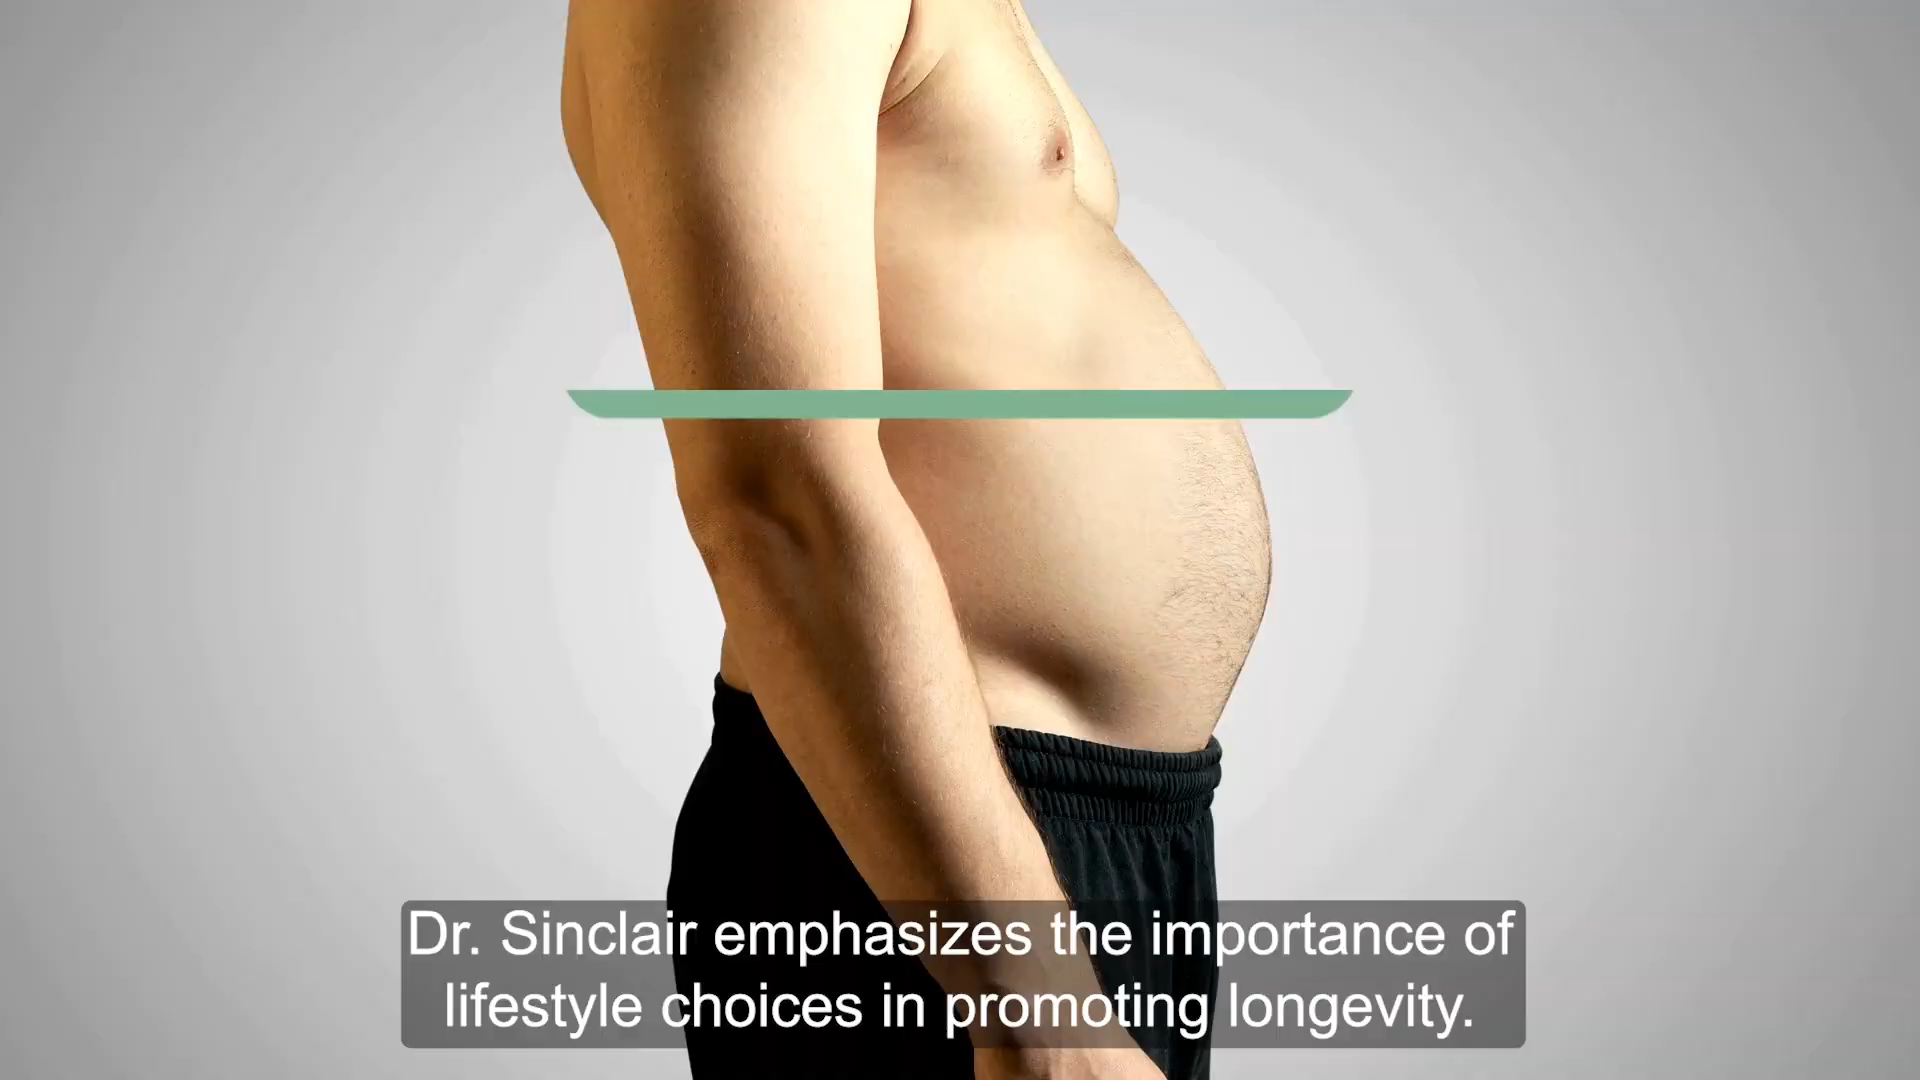 Dr. Sinclair emphasizes the importance of
lifestyle choices in promoting longevity.